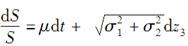 dS/S = μdt + √(σ₁² + σ₂²)dz₃